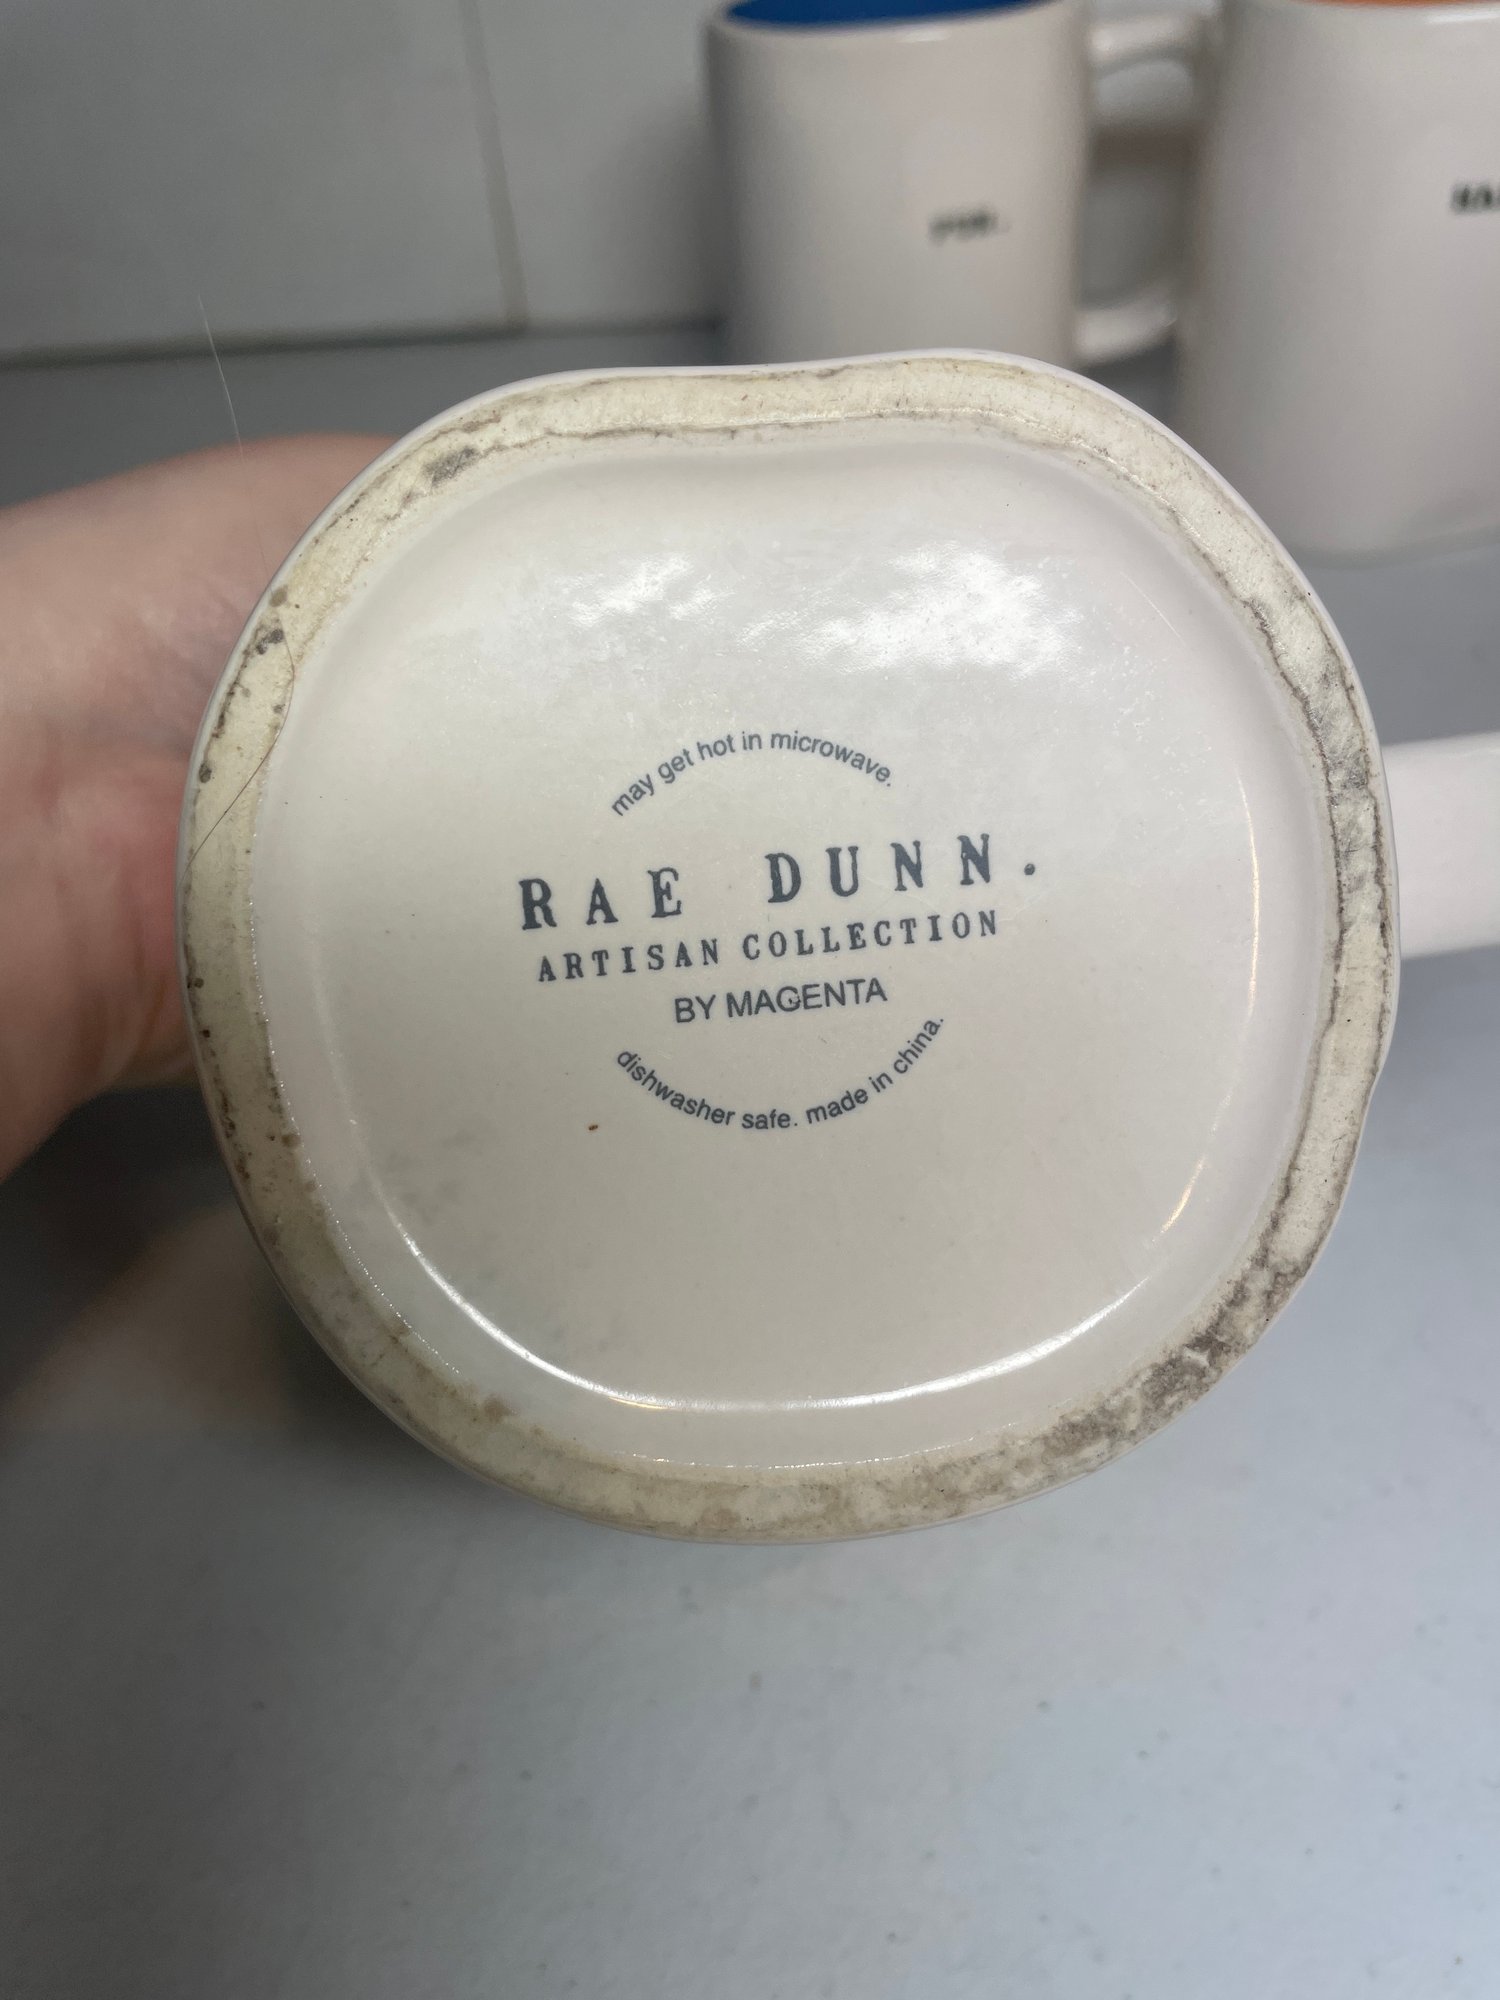 may get hot in microwave.
RAE DUNN.
ARTISAN COLLECTION
BY MAGENTA
dishwasher safe. made in china.